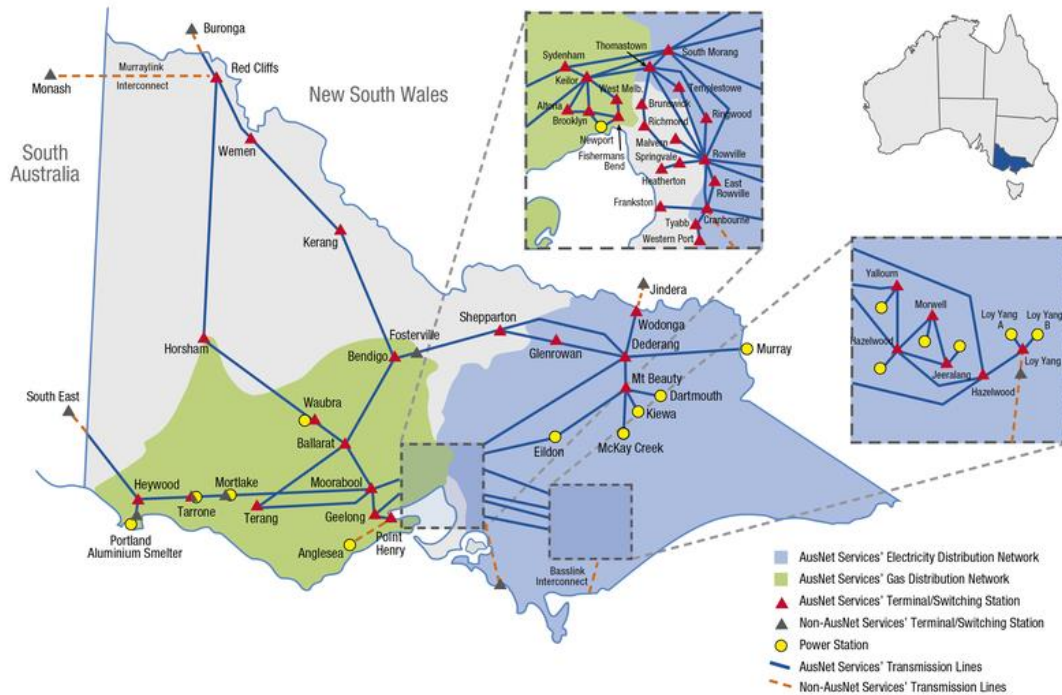 Buronga
Red Cliffs
Murraylink
Interconnect
Monash
New South Wales
South
Australia
Wemen
Kerang
Horsham
Bendigo
Fosterville
Shepparton
Glenrowan
Jindera
Wodonga
Dederang
Murray
Mt Beauty
Dartmouth
Kiewa
McKay Creek
Eildon
South East
Waubra
Ballarat
Heywood
Mortlake
Tarrone
Moorabool
Terang
Geelong
Point
Henry
Portland
Aluminium Smelter
Anglesea
Basslink
Interconnect
Thomastown
South Morang
Sydenham
Keilor
West Melb.
Templestowe
Altona
Brooklyn
Brunswick
Ringwood
Richmond
Newport
Malvern
Fishermans
Bend
Springvale
Rowville
Heatherton
East
Rowville
Frankston
Cranbourne
Tyabb
Western Port
Yallourn
Morwell
Loy Yang
A
Loy Yang
B
Hazelwood
Jeeralang
Loy Yang
Hazelwood
AusNet Services' Electricity Distribution Network
AusNet Services' Gas Distribution Network
AusNet Services' Terminal/Switching Station
Non-AusNet Services' Terminal/Switching Station
Power Station
AusNet Services' Transmission Lines
Non-AusNet Services' Transmission Lines